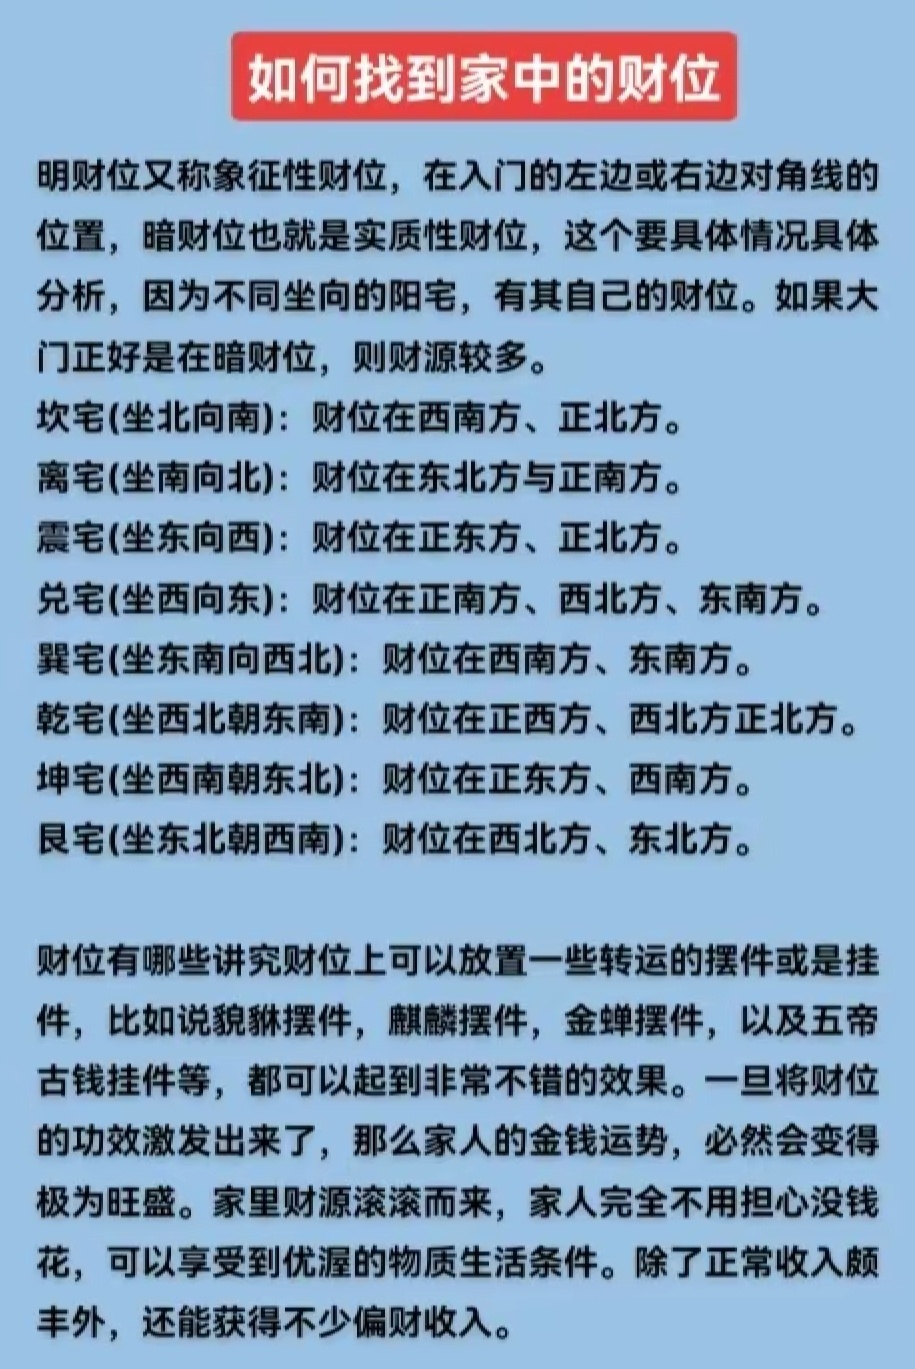 如何找到家中的财位
明财位又称象征性财位，在入门的左边或右边对角线的
位置，暗财位也就是实质性财位，这个要具体情况具体
分析，因为不同坐向的阳宅，有其自己的财位。如果大
门正好是在暗财位，则财源较多。
坎宅(坐北向南)：财位在西南方、正北方。
离宅(坐南向北)：财位在东北方与正南方。
震宅(坐东向西)：财位在正东方、正北方。
兑宅(坐西向东)：财位在正南方、西北方、东南方。
巽宅(坐东南向西北)：财位在西南方、东南方。
乾宅(坐西北朝东南)：财位在正西方、西北方正北方。
坤宅(坐西南朝东北)：财位在正东方、西南方。
艮宅(坐东北朝西南)：财位在西北方、东北方。
财位有哪些讲究财位上可以放置一些转运的摆件或是挂
件，比如说貔貅摆件，麒麟摆件，金蝉摆件，以及五帝
古钱挂件等，都可以起到非常不错的效果。一旦将财位
的功效激发出来了，那么家人的金钱运势，必然会变得
极为旺盛。家里财源滚滚而来，家人完全不用担心没钱
花，可以享受到优渥的物质生活条件。除了正常收入颇
丰外，还能获得不少偏财收入。